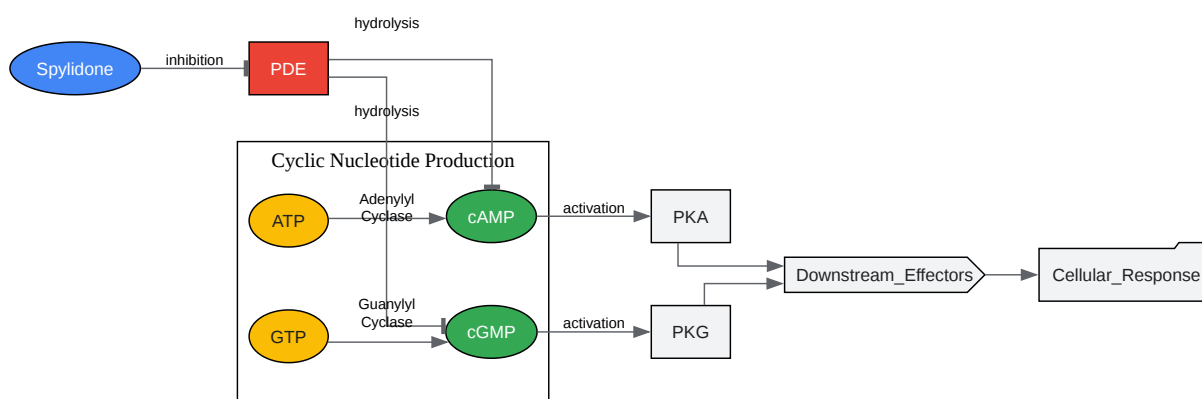 hydrolysis
Spylidone
inhibition
PDE
hydrolysis
Cyclic Nucleotide Production
ATP
Adenylyl
Cyclase
cAMP
activation
PKA
GTP
Guanylyl
Cyclase
cGMP
activation
PKG
Downstream_Effectors
Cellular_Response